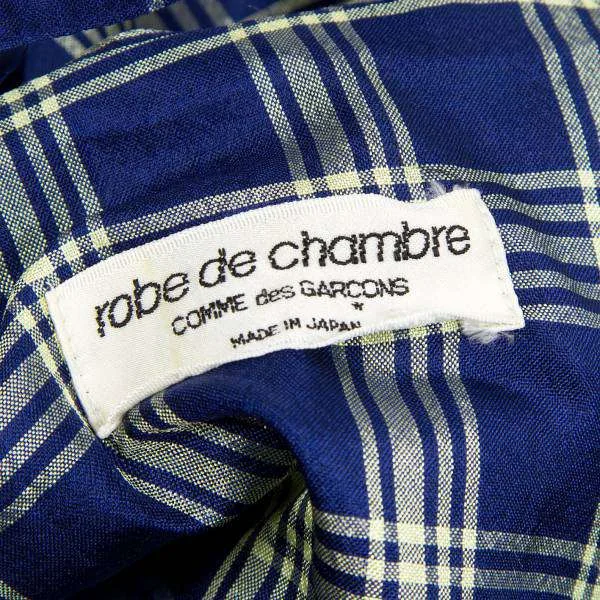 robe de chambre
COMME des GARCONS
*
MADE IN JAPAN